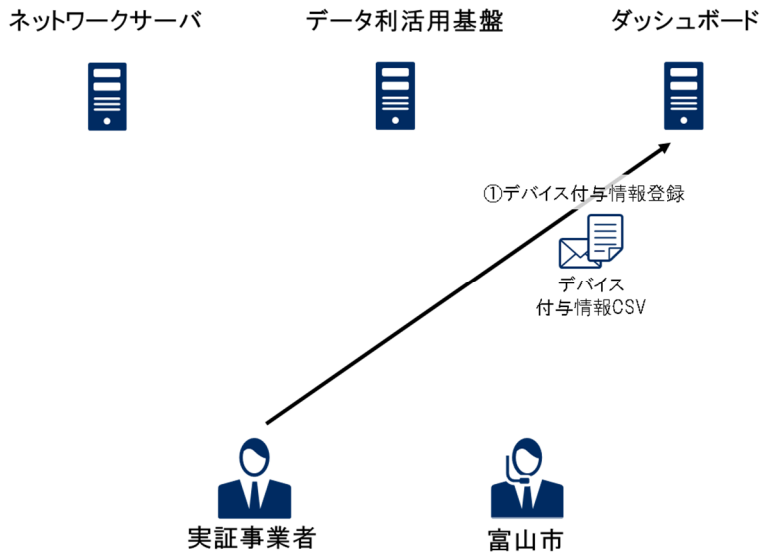 ネットワークサーバ
データ利活用基盤
ダッシュボード
①デバイス付与情報登録
デバイス
付与情報CSV
実証事業者
富山市